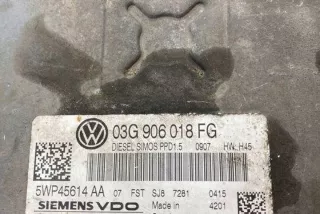 03G 906 018 FG
DIESEL SIMOS PPD1.5 0907 HW: H45
5WP45614 AA 07 FST SJ8 7281 0415
SIEMENS VDO Made in 4201